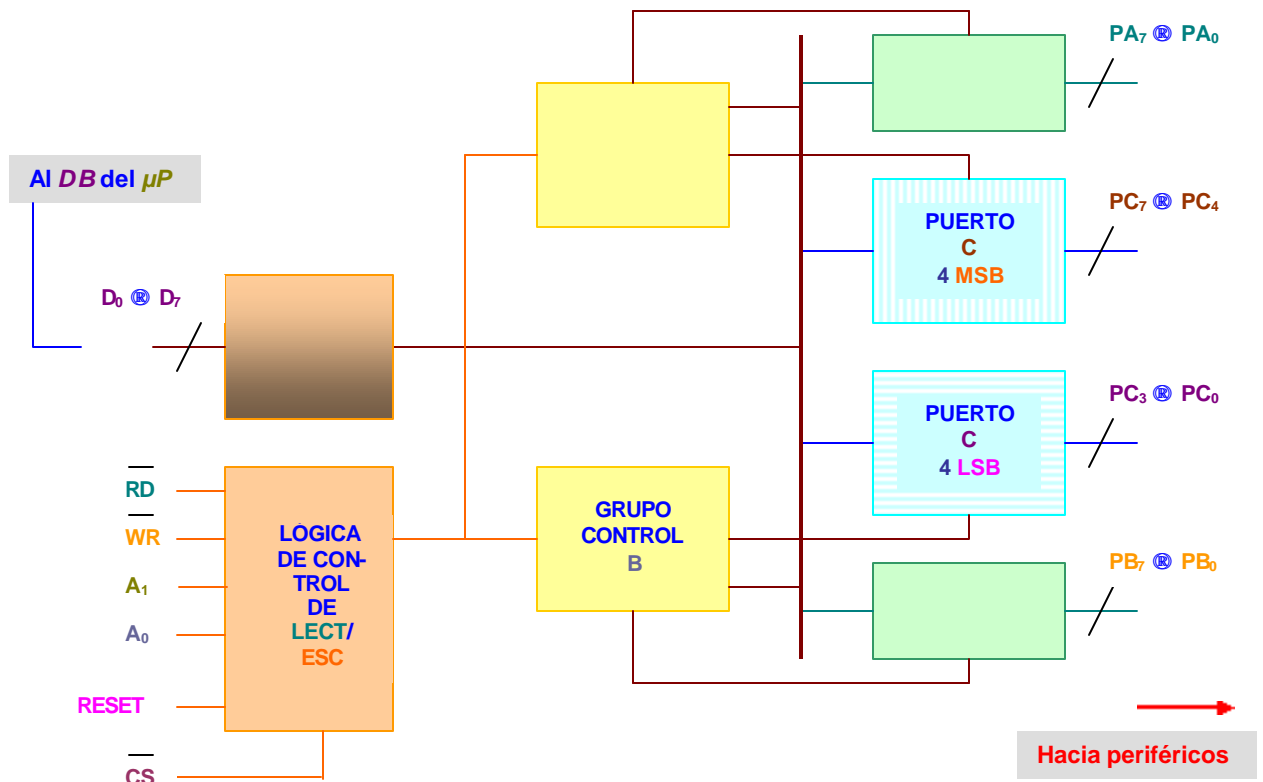 PA7 ® PA0
Al DB del µP
PUERTO
C
4 MSB
PC7 ® PC4
D0 ® D7
PUERTO
C
4 LSB
PC3 ® PC0
RD
WR
A1
A0
RESET
CS
LÓGICA
DE CON-
TROL
DE
LECT/
ESC
GRUPO
CONTROL
B
PB7 ® PB0
Hacia periféricos